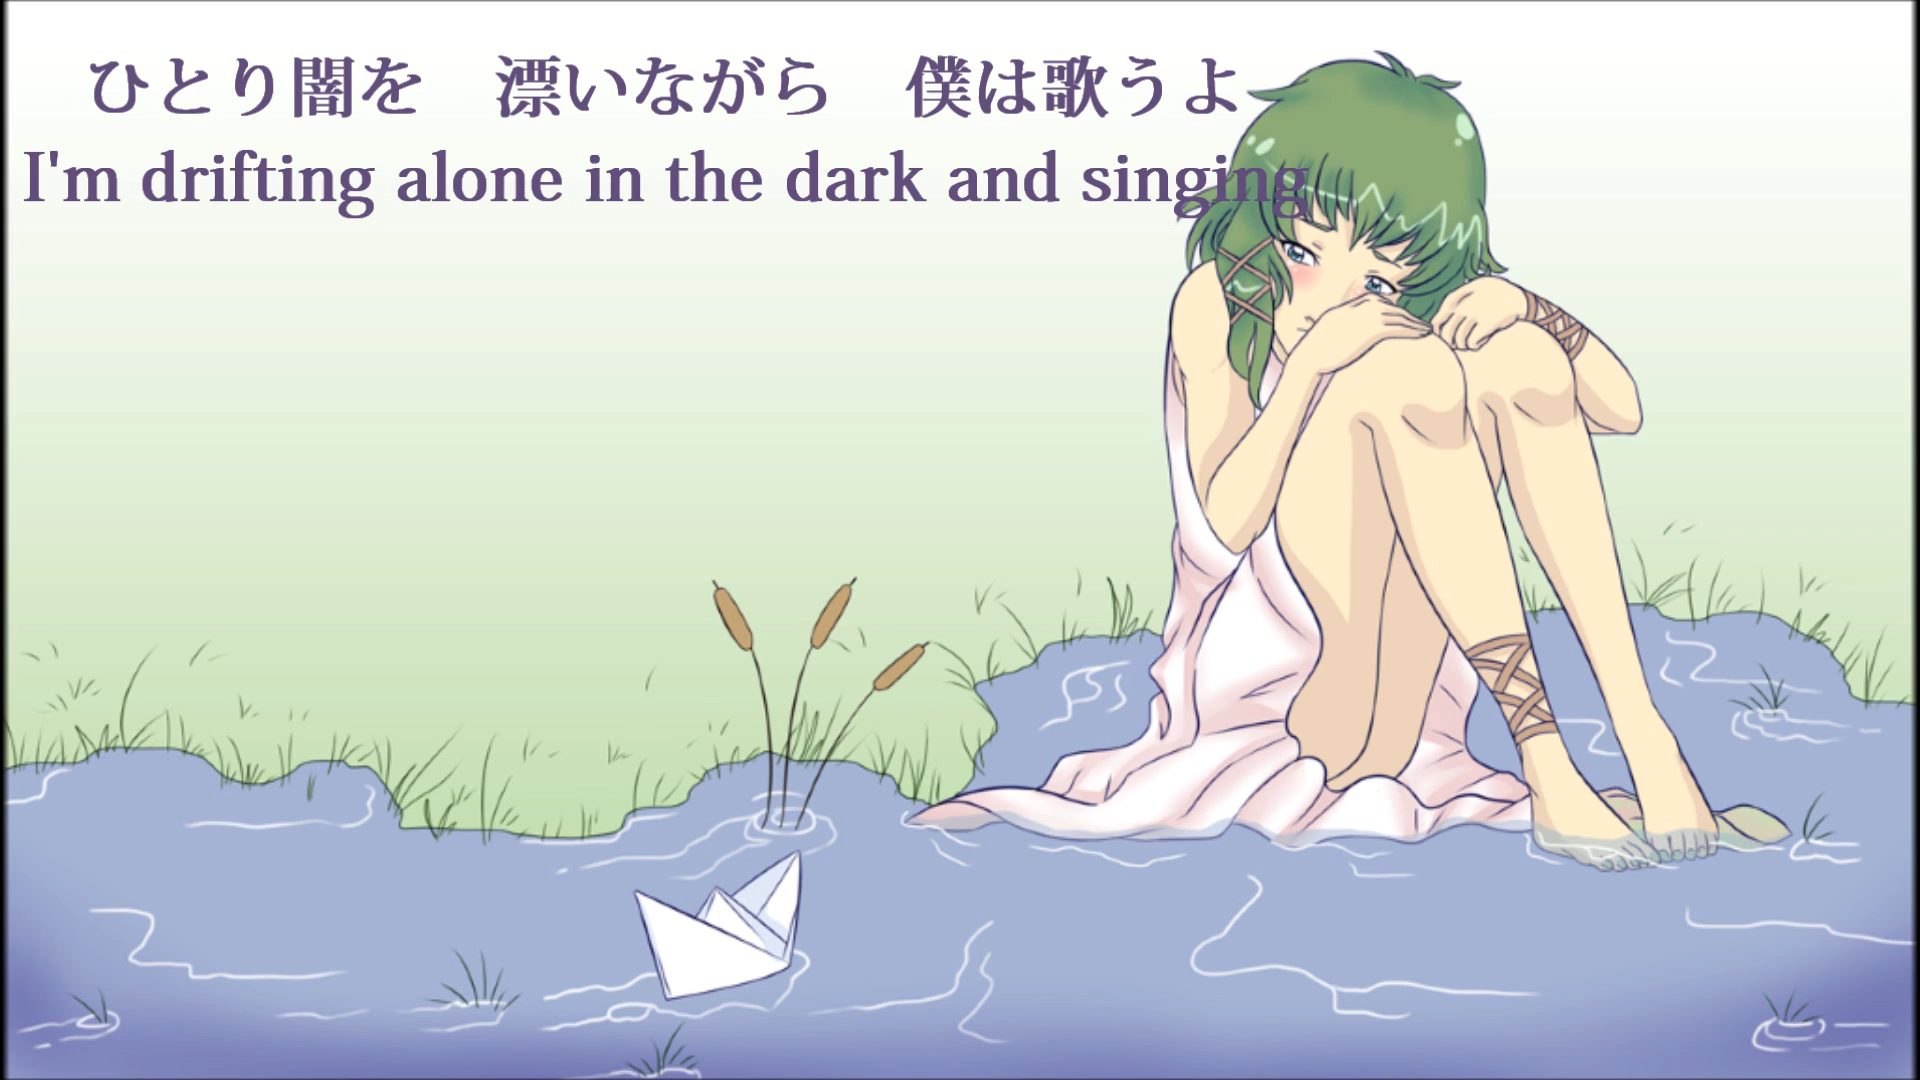 ひとり闇を　漂いながら　僕は歌うよ
I'm drifting alone in the dark and singing